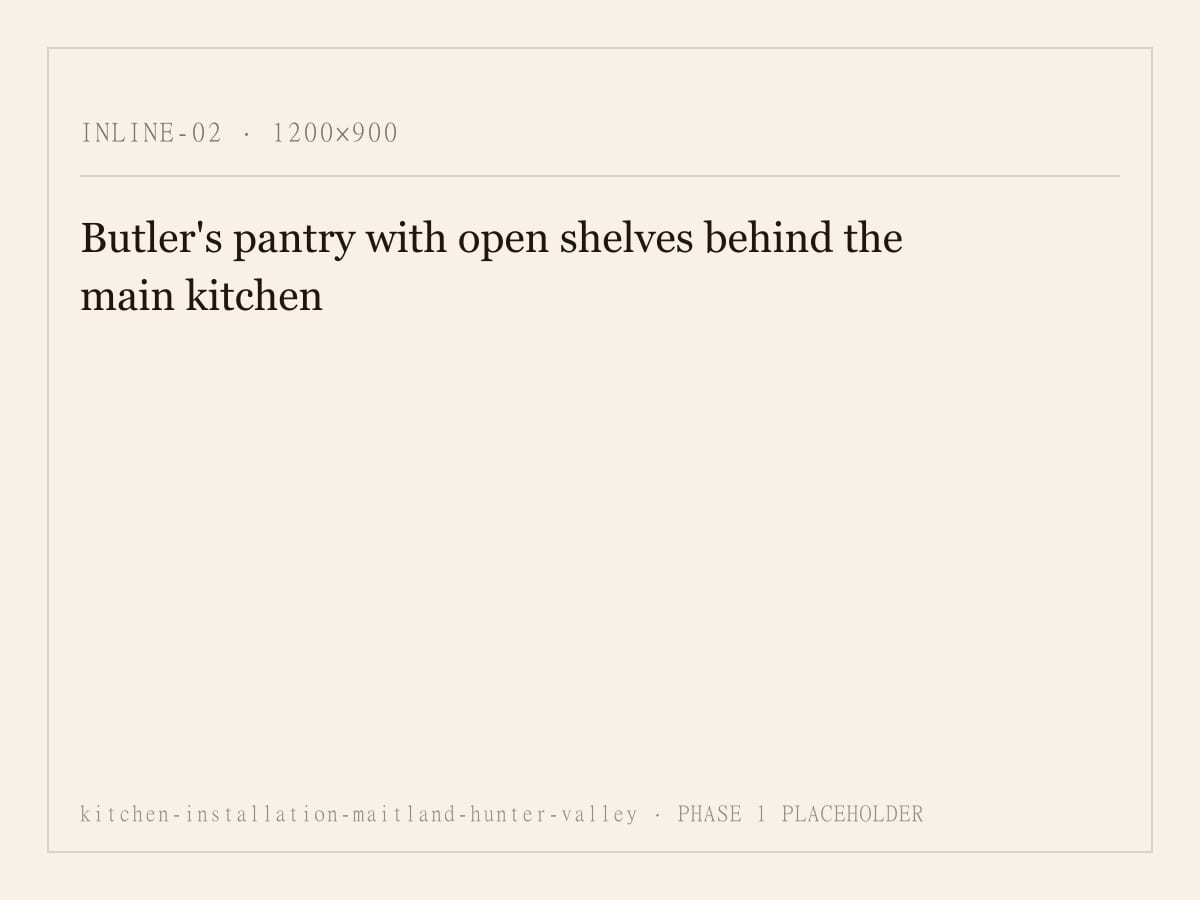 INLINE-02 · 1200×900
Butler's pantry with open shelves behind the
main kitchen
kitchen-installation-maitland-hunter-valley · PHASE 1 PLACEHOLDER